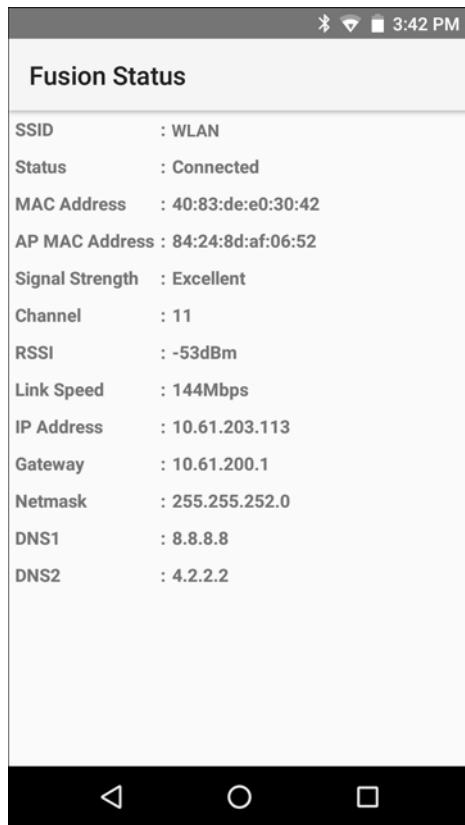 3:42 PM
Fusion Status
SSID : WLAN
Status : Connected
MAC Address : 40:83:de:e0:30:42
AP MAC Address : 84:24:8d:af:06:52
Signal Strength : Excellent
Channel : 11
RSSI : -53dBm
Link Speed : 144Mbps
IP Address : 10.61.203.113
Gateway : 10.61.200.1
Netmask : 255.255.252.0
DNS1 : 8.8.8.8
DNS2 : 4.2.2.2